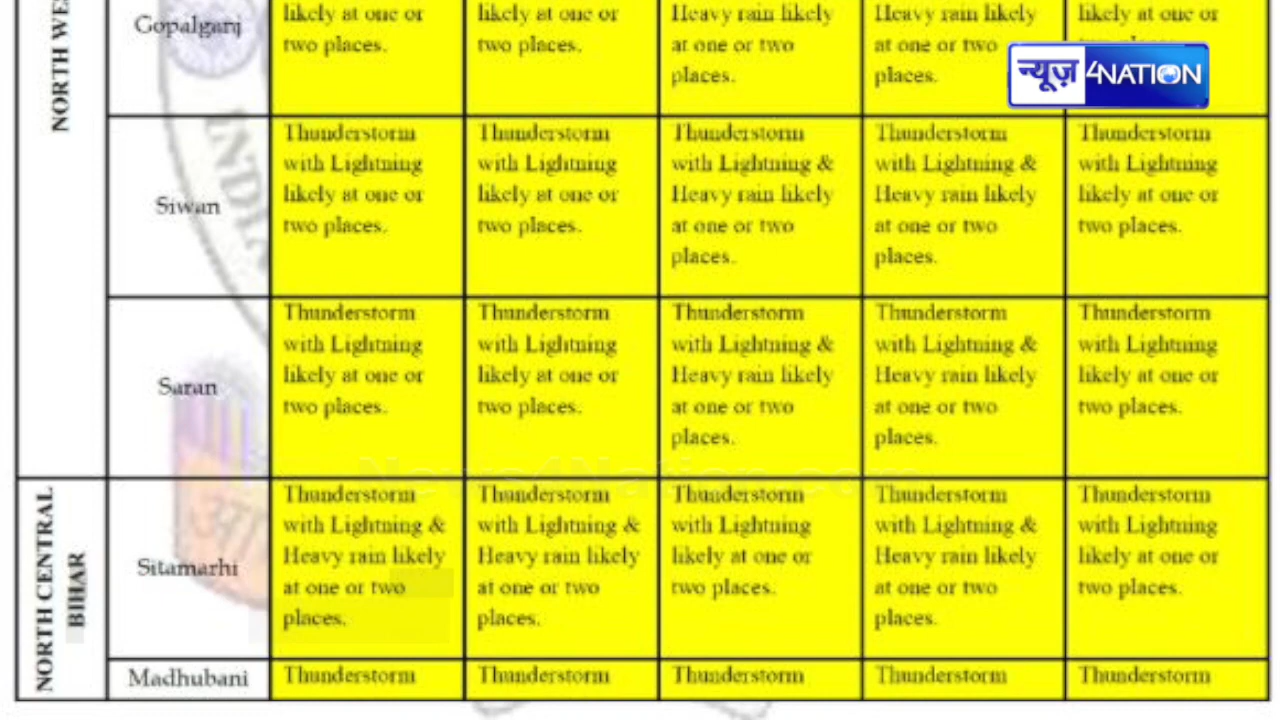 NORTH WE
Gopalganj
likely at one or
two places.
likely at one or
two places.
Heavy rain likely
at one or two
places.
Heavy rain likely
at one or two
places.
likely at one or
न्यूज़ 4NATION
Siwan
Thunderstorm
with Lightning
likely at one or
two places.
Thunderstorm
with Lightning
likely at one or
two places.
Thunderstorm
with Lightning &
Heavy rain likely
at one or two
places.
Thunderstorm
with Lightning &
Heavy rain likely
at one or two
places.
Thunderstorm
with Lightning
likely at one or
two places.
Saran
Thunderstorm
with Lightning
likely at one or
two places.
Thunderstorm
with Lightning
likely at one or
two places.
Thunderstorm
with Lightning &
Heavy rain likely
at one or two
places.
Thunderstorm
with Lightning &
Heavy rain likely
at one or two
places.
Thunderstorm
with Lightning
likely at one or
two places.
News4Nation.com
NORTH CENTRAL
BIHAR
Sitamarhi
Thunderstorm
with Lightning &
Heavy rain likely
at one or two
places.
Thunderstorm
with Lightning &
Heavy rain likely
at one or two
places.
Thunderstorm
with Lightning
likely at one or
two places.
Thunderstorm
with Lightning &
Heavy rain likely
at one or two
places.
Thunderstorm
with Lightning
likely at one or
two places.
Madhubani
Thunderstorm
Thunderstorm
Thunderstorm
Thunderstorm
Thunderstorm